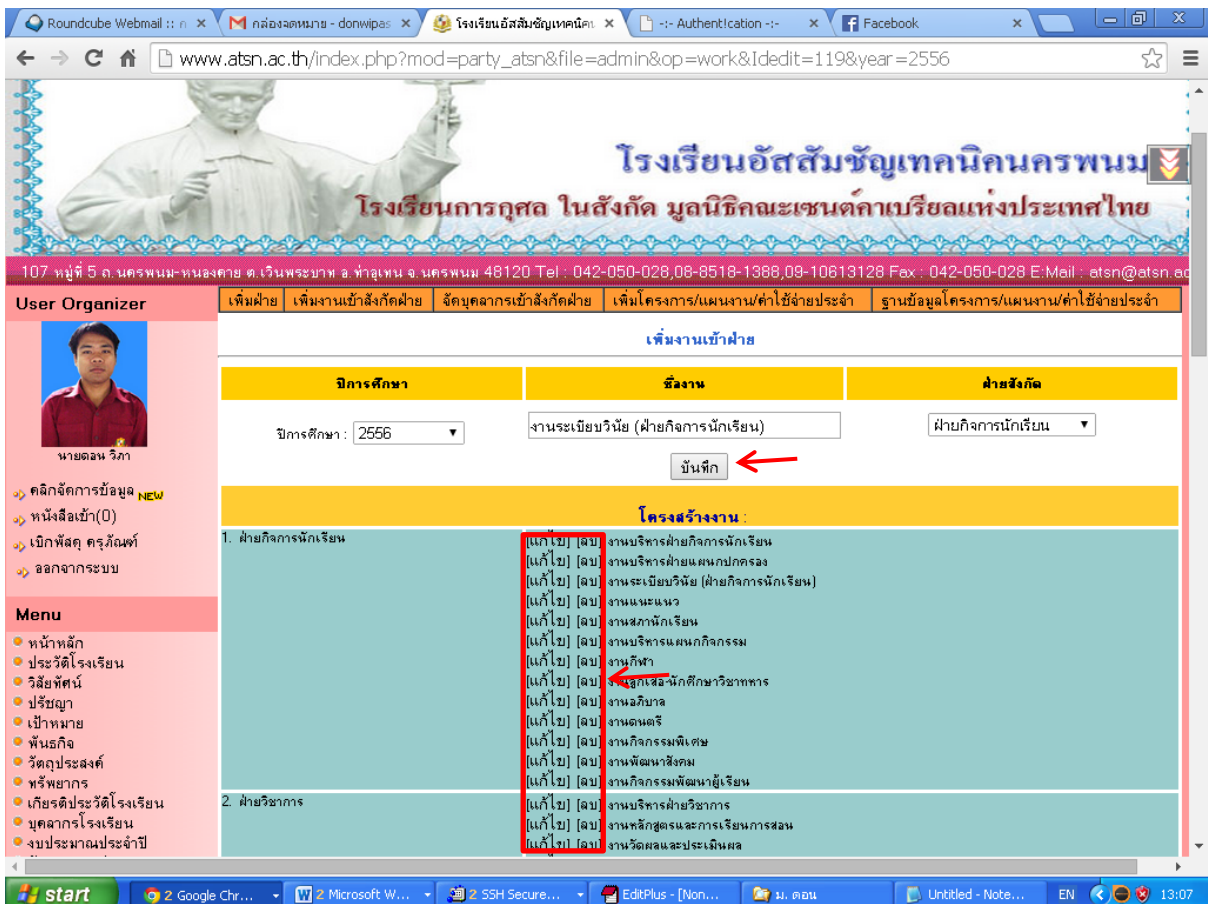 Roundcube Webmail :: ก
กล่องจดหมาย - donwipas
โรงเรียนอัสสัมชัญเทคนิคน
-:- Authent!cation -:-
Facebook
www.atsn.ac.th/index.php?mod=party_atsn&file=admin&op=work&Idedit=119&year=2556
โรงเรียนอัสสัมชัญเทคนิคนครพนม
โรงเรียนการกุศล ในสังกัด มูลนิธิคณะเซนต์คาเบรียลแห่งประเทศไทย
107 หมู่ที่ 5 ถ.นครพนม-หนองคาย ต.เวินพระบาท อ.ท่าอุเทน จ.นครพนม 48120 Tel : 042-050-028,08-8518-1388,09-10613128 Fax : 042-050-028 E:Mail : atsn@atsn.ac
User Organizer
เพิ่มฝ่าย เพิ่มงานเข้าสังกัดฝ่าย จัดบุคลากรเข้าสังกัดฝ่าย เพิ่มโครงการ/แผนงาน/ค่าใช้จ่ายประจำ ฐานข้อมูลโครงการ/แผนงาน/ค่าใช้จ่ายประจำ
เพิ่มงานเข้าฝ่าย
ปีการศึกษา ชื่องาน ฝ่ายสังกัด
ปีการศึกษา : 2556 งานระเบียบวินัย (ฝ่ายกิจการนักเรียน) ฝ่ายกิจการนักเรียน
บันทึก
นายดอน วิภา
คลิกจัดการข้อมูล NEW
หนังสือเข้า(0)
เบิกพัสดุ ครุภัณฑ์
ออกจากระบบ
โครงสร้างงาน :
1. ฝ่ายกิจการนักเรียน
[แก้ไข] [ลบ] งานบริหารฝ่ายกิจการนักเรียน
[แก้ไข] [ลบ] งานบริหารฝ่ายแผนกปกครอง
[แก้ไข] [ลบ] งานระเบียบวินัย (ฝ่ายกิจการนักเรียน)
[แก้ไข] [ลบ] งานแนะแนว
[แก้ไข] [ลบ] งานสภานักเรียน
[แก้ไข] [ลบ] งานบริหารแผนกกิจกรรม
[แก้ไข] [ลบ] งานกีฬา
[แก้ไข] [ลบ] งานลูกเสือ-นักศึกษาวิชาทหาร
[แก้ไข] [ลบ] งานอภิบาล
[แก้ไข] [ลบ] งานดนตรี
[แก้ไข] [ลบ] งานกิจกรรมพิเศษ
[แก้ไข] [ลบ] งานพัฒนาสังคม
[แก้ไข] [ลบ] งานกิจกรรมพัฒนาผู้เรียน
2. ฝ่ายวิชาการ
[แก้ไข] [ลบ] งานบริหารฝ่ายวิชาการ
[แก้ไข] [ลบ] งานหลักสูตรและการเรียนการสอน
[แก้ไข] [ลบ] งานวัดผลและประเมินผล
Menu
หน้าหลัก
ประวัติโรงเรียน
วิสัยทัศน์
ปรัชญา
เป้าหมาย
พันธกิจ
วัตถุประสงค์
ทรัพยากร
เกียรติประวัติโรงเรียน
บุคลากรโรงเรียน
งบประมาณประจำปี
start
2 Google Chr...
2 Microsoft W...
2 SSH Secure...
EditPlus - [Non...
ม. ดอน
Untitled - Note...
EN
13:07